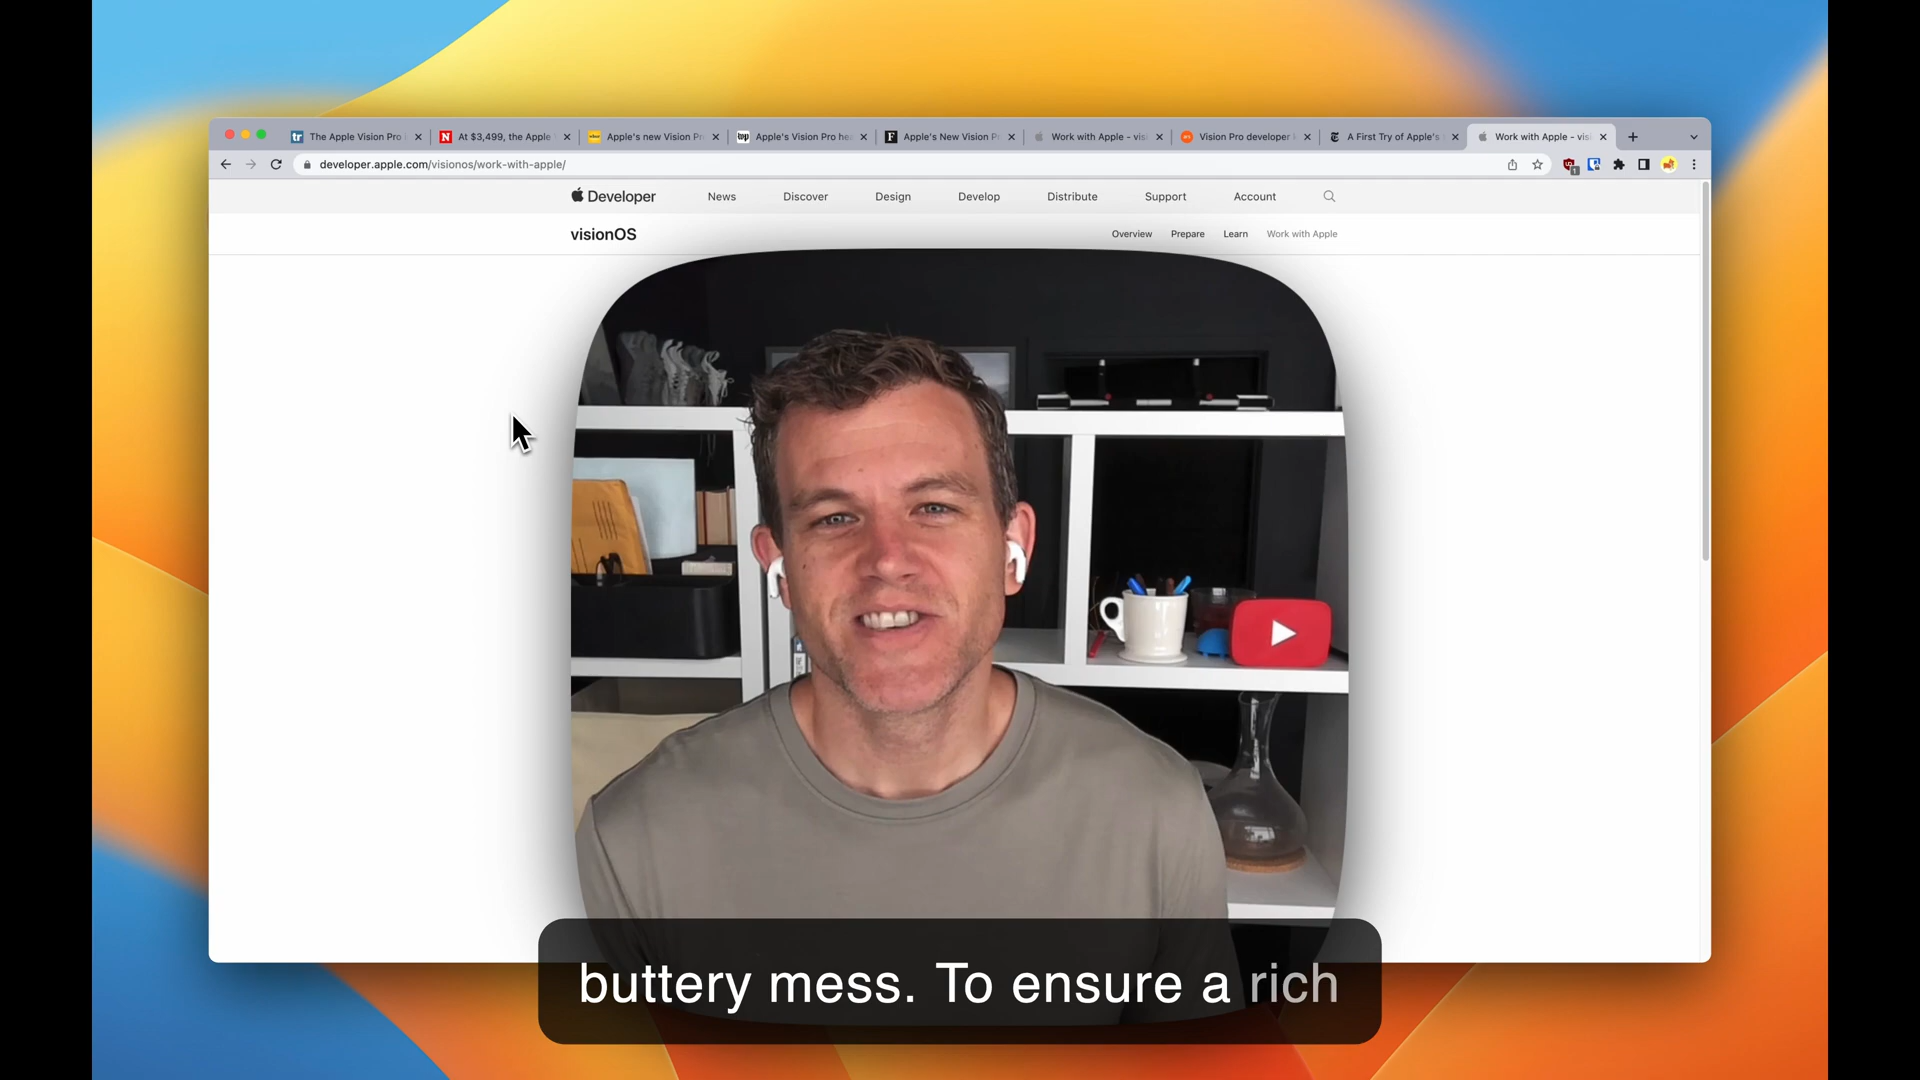 The Apple Vision Pro
At $3,499, the Apple
Apple's new Vision Pr
Apple's Vision Pro he
Apple's New Vision P
Work with Apple - vis
Vision Pro developer
A First Try of Apple's
Work with Apple - vis
developer.apple.com/visionos/work-with-apple/
Developer News Discover Design Develop Distribute Support Account
visionOS Overview Prepare Learn Work with Apple
buttery mess. To ensure a rich